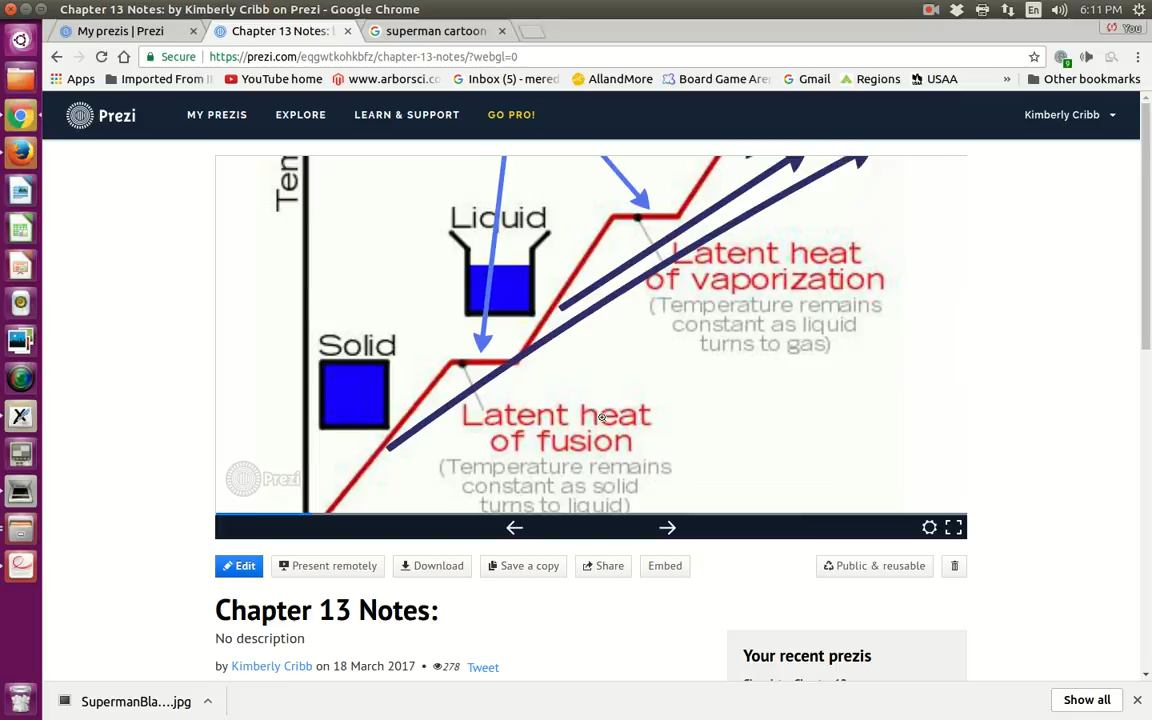 Chapter 13 Notes: by Kimberly Cribb on Prezi - Google Chrome
En
6:11 PM
My prezis | Prezi
Chapter 13 Notes:
superman cartoon
You
Secure
https://prezi.com/eqgwtkohkbfz/chapter-13-notes/?webgl=0
9
Apps
Imported From
YouTube home
www.arborsci.co
Inbox (5) - mered
AllandMore
Board Game Are
Gmail
Regions
USAA
»
Other bookmarks
Prezi
MY PREZIS
EXPLORE
LEARN & SUPPORT
GO PRO!
Kimberly Cribb
Tem
Liquid
Latent heat
of vaporization
(Temperature remains
constant as liquid
turns to gas)
Solid
Latent heat
of fusion
(Temperature remains
constant as solid
turns to liquid)
Prezi
Edit
Present remotely
Download
Save a copy
Share
Embed
Public & reusable
Chapter 13 Notes:
No description
by Kimberly Cribb on 18 March 2017 • 278 Tweet
Your recent prezis
SupermanBla....jpg
Show all